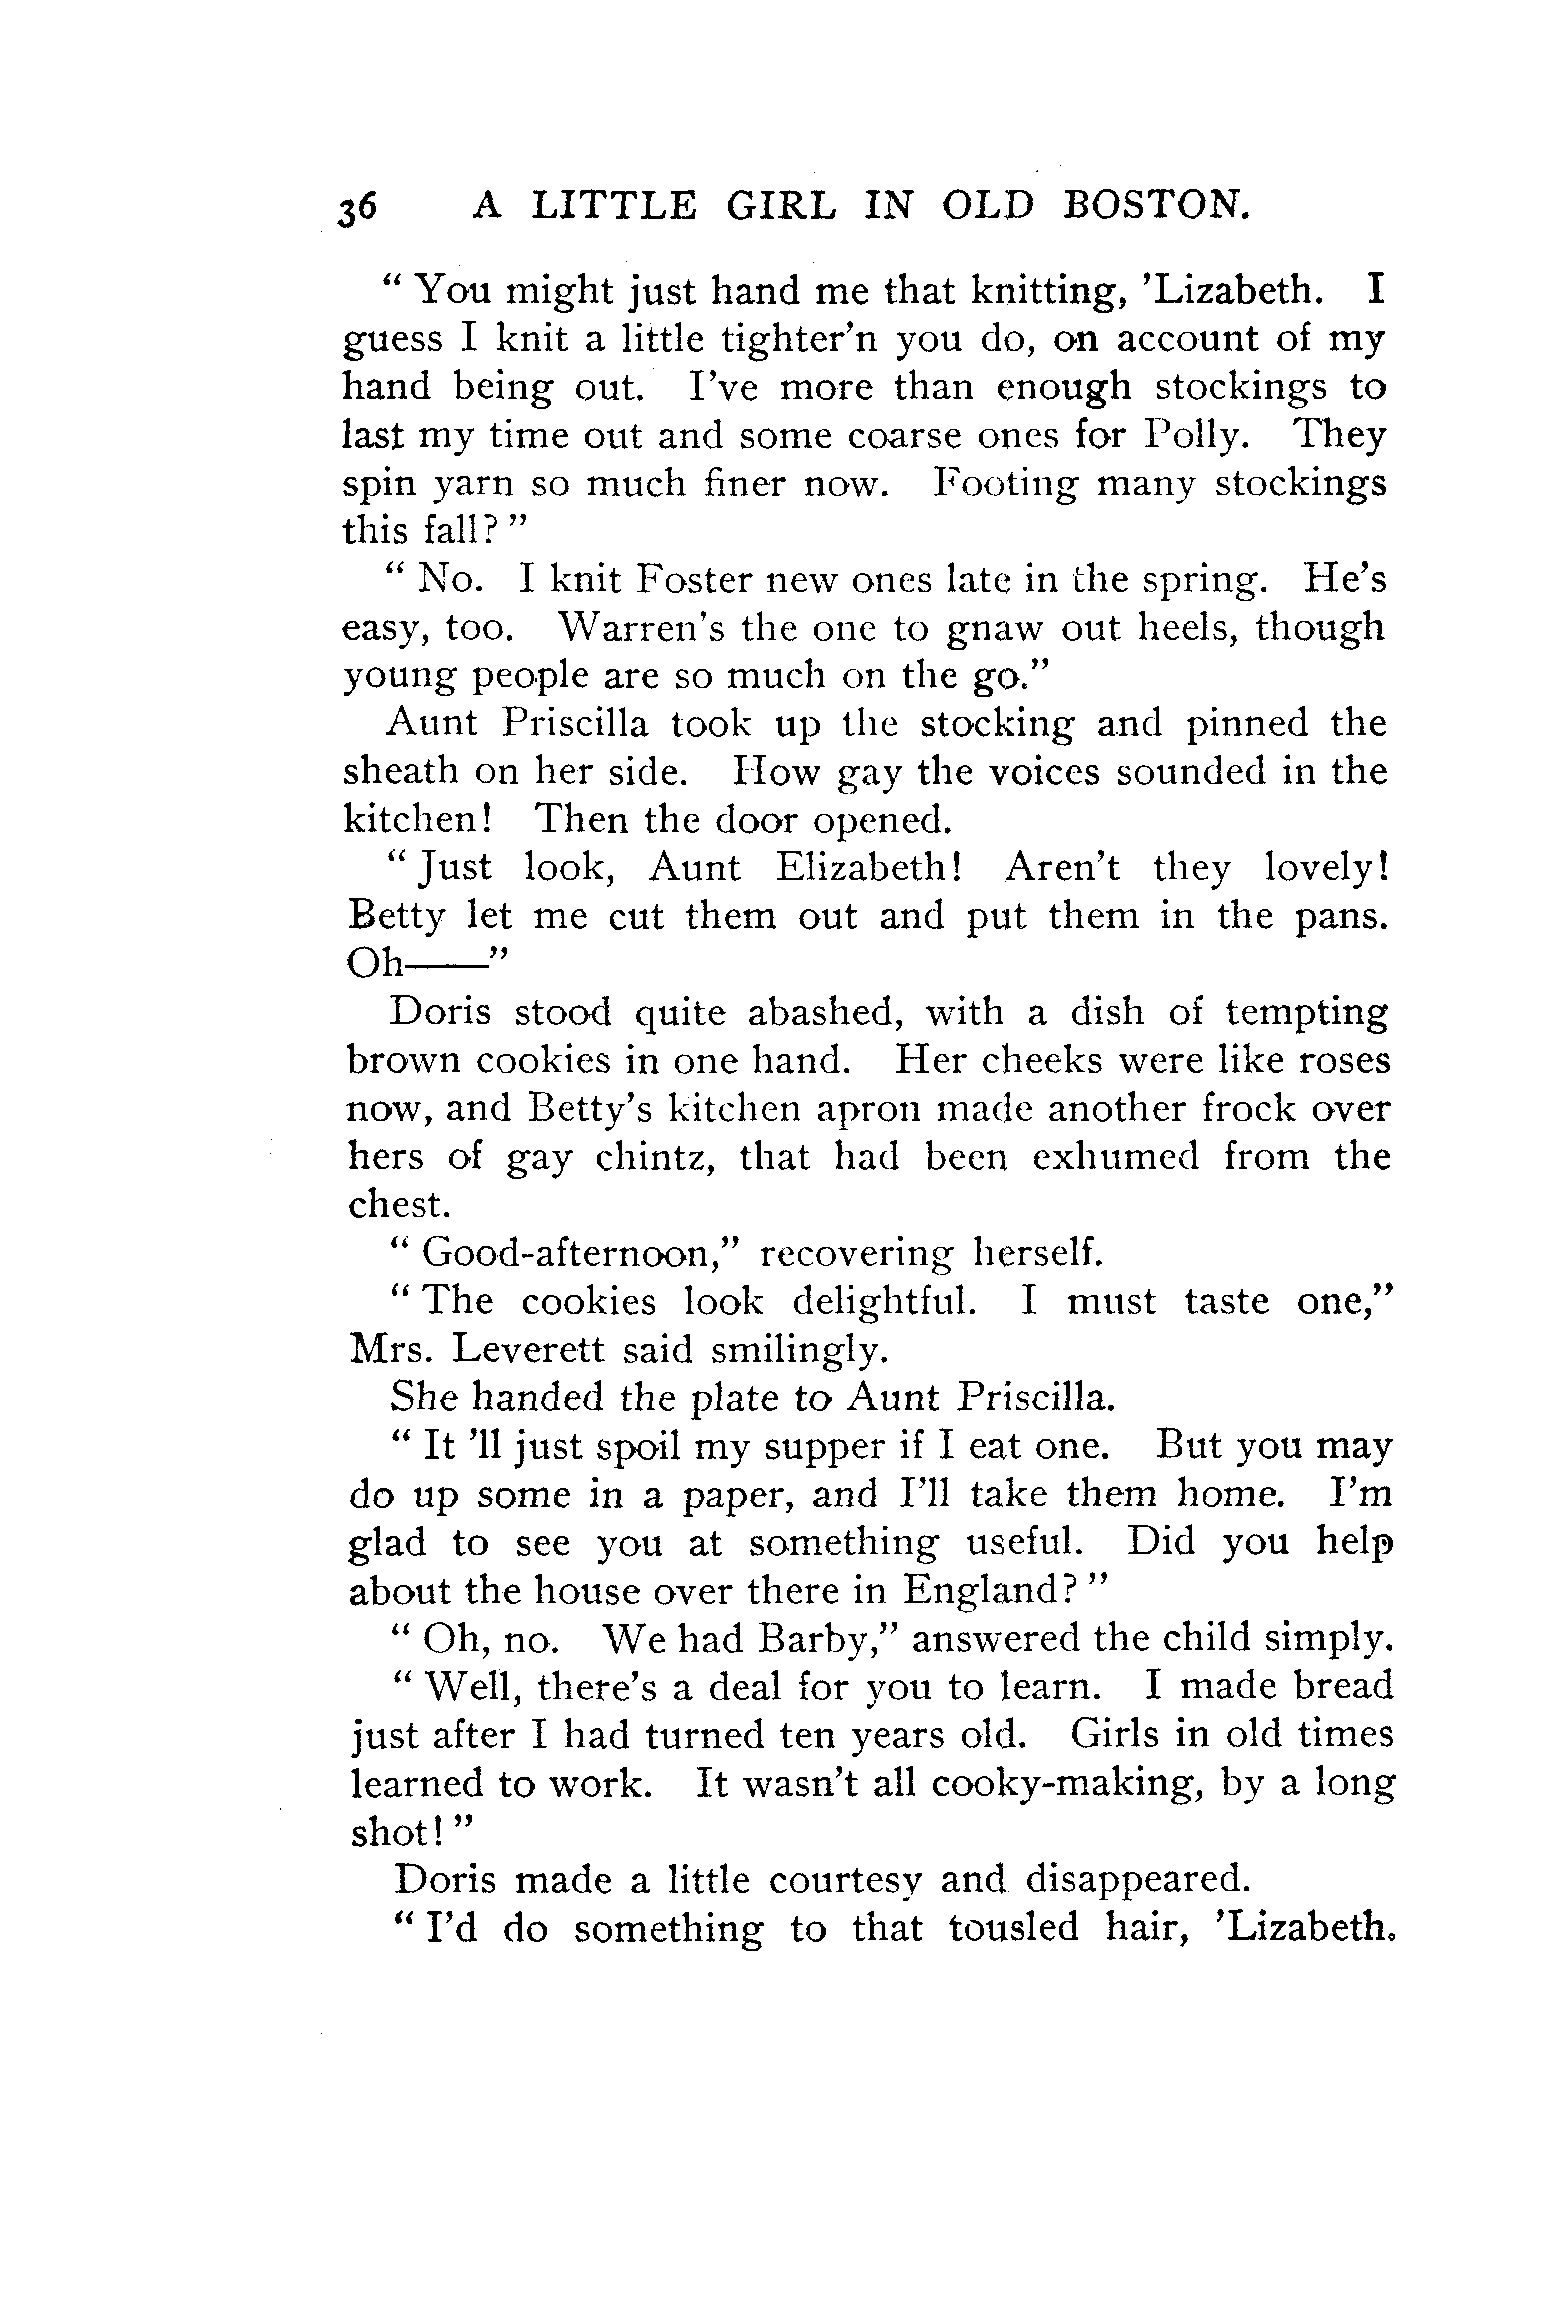 36 A LITTLE GIRL IN OLD BOSTON.
“ You might just hand me that knitting, ’Lizabeth. I
guess I knit a little tighter’n you do, on account of my
hand being out. I’ve more than enough stockings to
last my time out and some coarse ones for Polly. They
spin yarn so much finer now. Footing many stockings
this fall? ”
“ No. I knit Foster new ones late in the spring. He’s
easy, too. Warren’s the one to gnaw out heels, though
young people are so much on the go.”
Aunt Priscilla took up the stocking and pinned the
sheath on her side. How gay the voices sounded in the
kitchen! Then the door opened.
“ Just look, Aunt Elizabeth! Aren’t they lovely!
Betty let me cut them out and put them in the pans.
Oh——”
Doris stood quite abashed, with a dish of tempting
brown cookies in one hand. Her cheeks were like roses
now, and Betty’s kitchen apron made another frock over
hers of gay chintz, that had been exhumed from the
chest.
“ Good-afternoon,” recovering herself.
“ The cookies look delightful. I must taste one,”
Mrs. Leverett said smilingly.
She handed the plate to Aunt Priscilla.
“ It ’ll just spoil my supper if I eat one. But you may
do up some in a paper, and I’ll take them home. I’m
glad to see you at something useful. Did you help
about the house over there in England? ”
“ Oh, no. We had Barby,” answered the child simply.
“ Well, there’s a deal for you to learn. I made bread
just after I had turned ten years old. Girls in old times
learned to work. It wasn’t all cooky-making, by a long
shot! ”
Doris made a little courtesy and disappeared.
“ I’d do something to that tousled hair, ’Lizabeth.